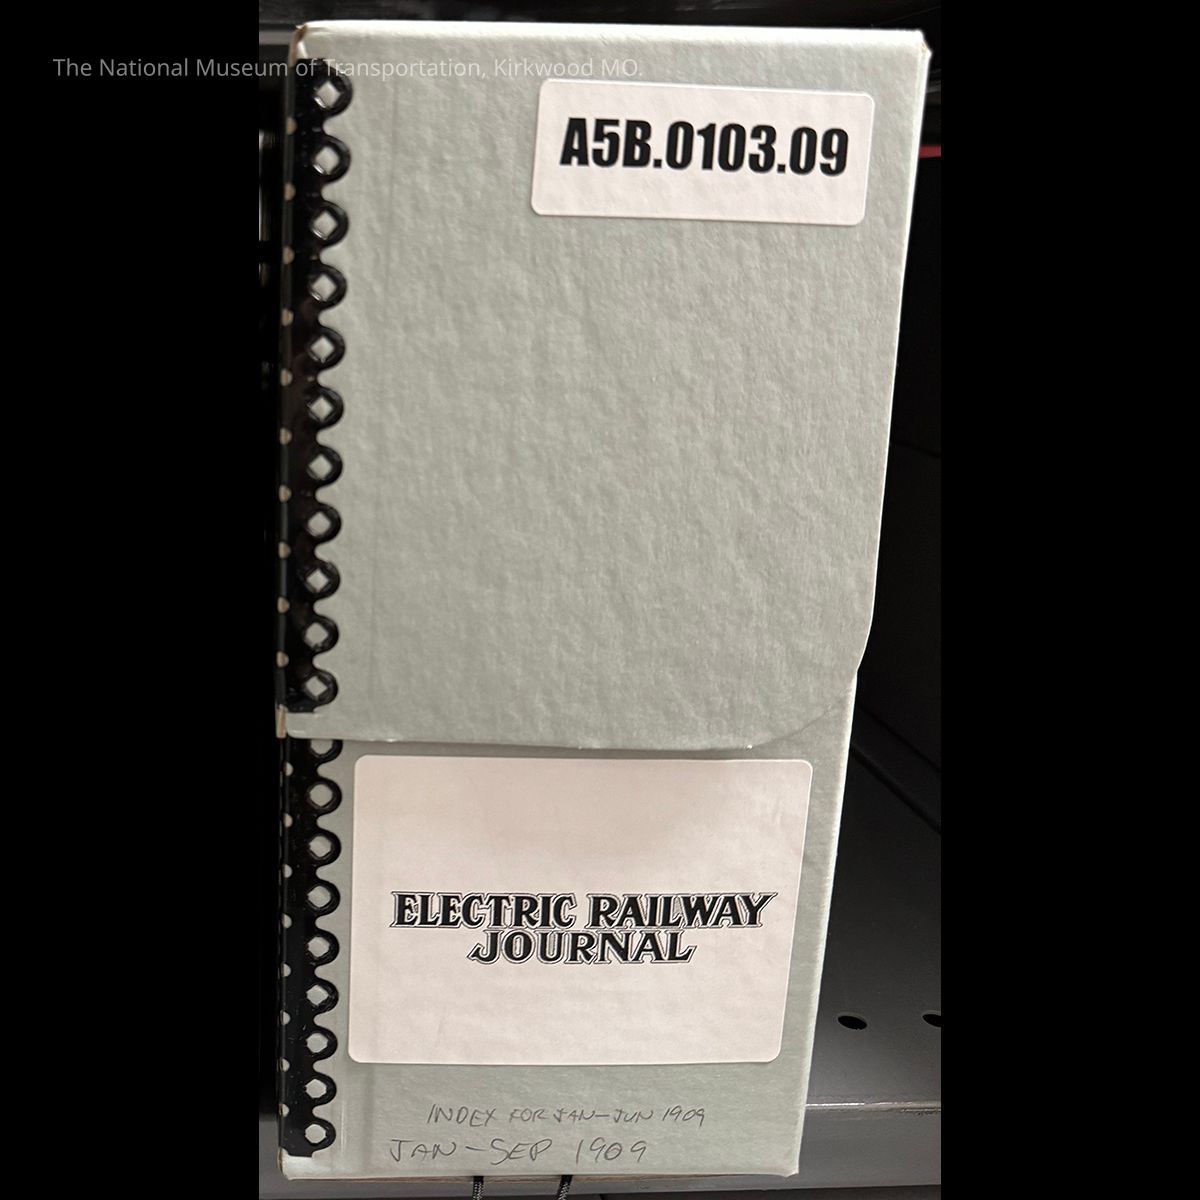 The National Museum of Transportation, Kirkwood MO.
A5B.0103.09
ELECTRIC RAILWAY
JOURNAL
INDEX FOR JAN-JUN 1909
JAN-SEP 1909